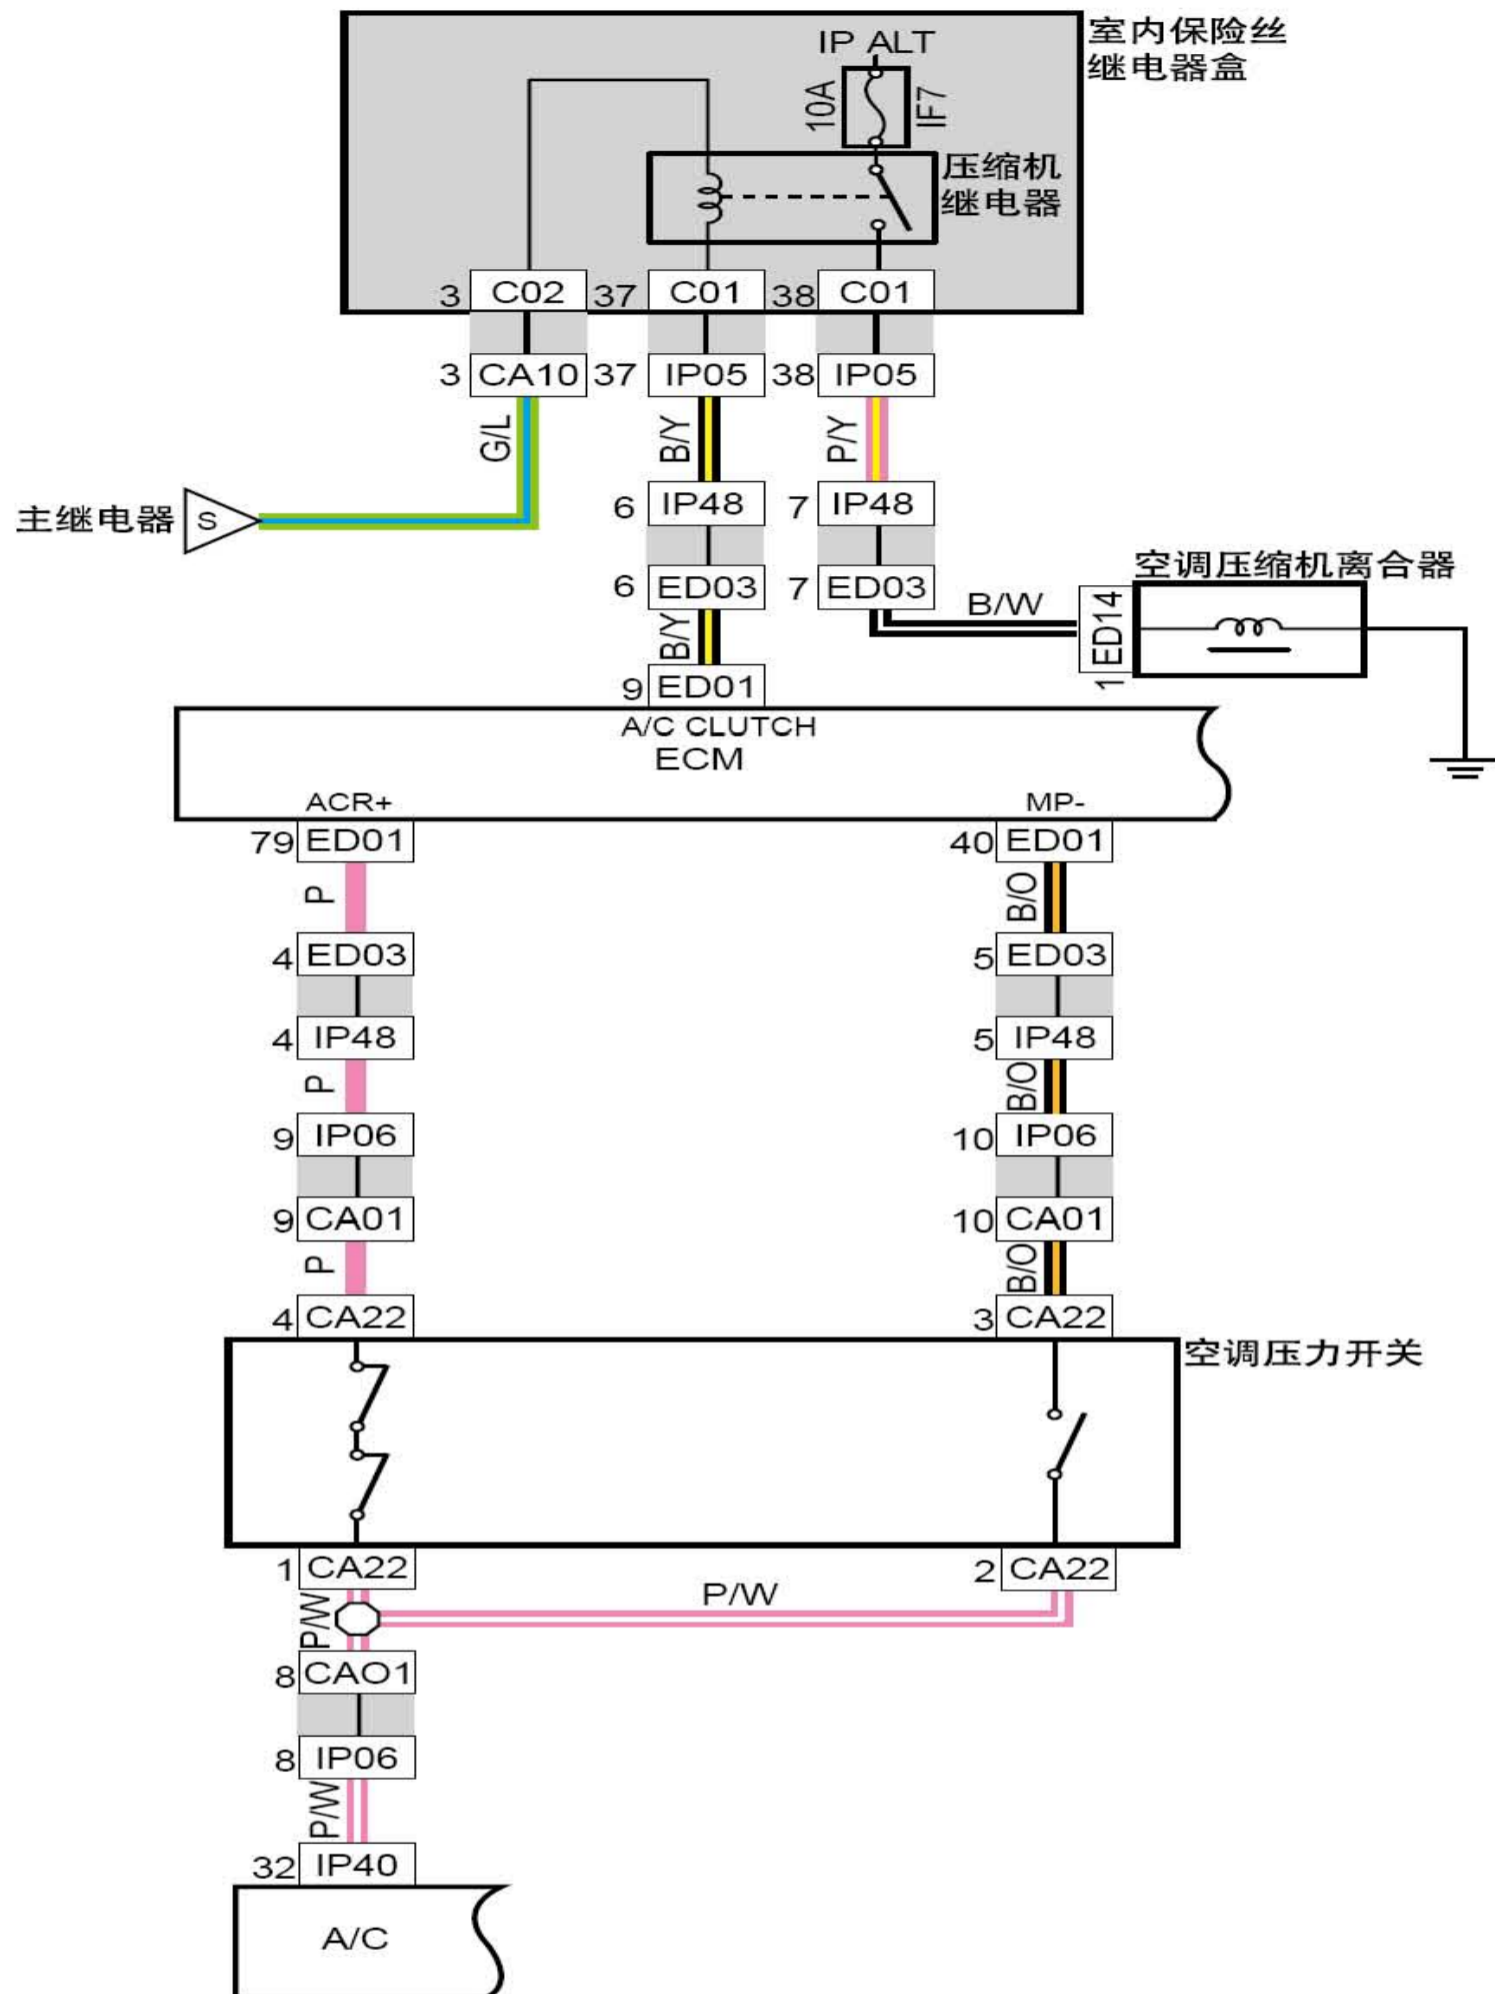 IP ALT
室内保险丝
继电器盒
10A
IF7
压缩机
继电器
3 C02 37 C01 38 C01
3 CA10 37 IP05 38 IP05
G/L B/Y P/Y
6 IP48 7 IP48
主继电器 S
空调压缩机离合器
6 ED03 7 ED03
B/W
1 ED14
B/Y
9 ED01
A/C CLUTCH
ECM
ACR+ MP-
79 ED01 40 ED01
P B/O
4 ED03 5 ED03
4 IP48 5 IP48
P B/O
9 IP06 10 IP06
9 CA01 10 CA01
P B/O
4 CA22 3 CA22
空调压力开关
1 CA22 2 CA22
P/W P/W
8 CAO1
8 IP06
P/W
32 IP40
A/C